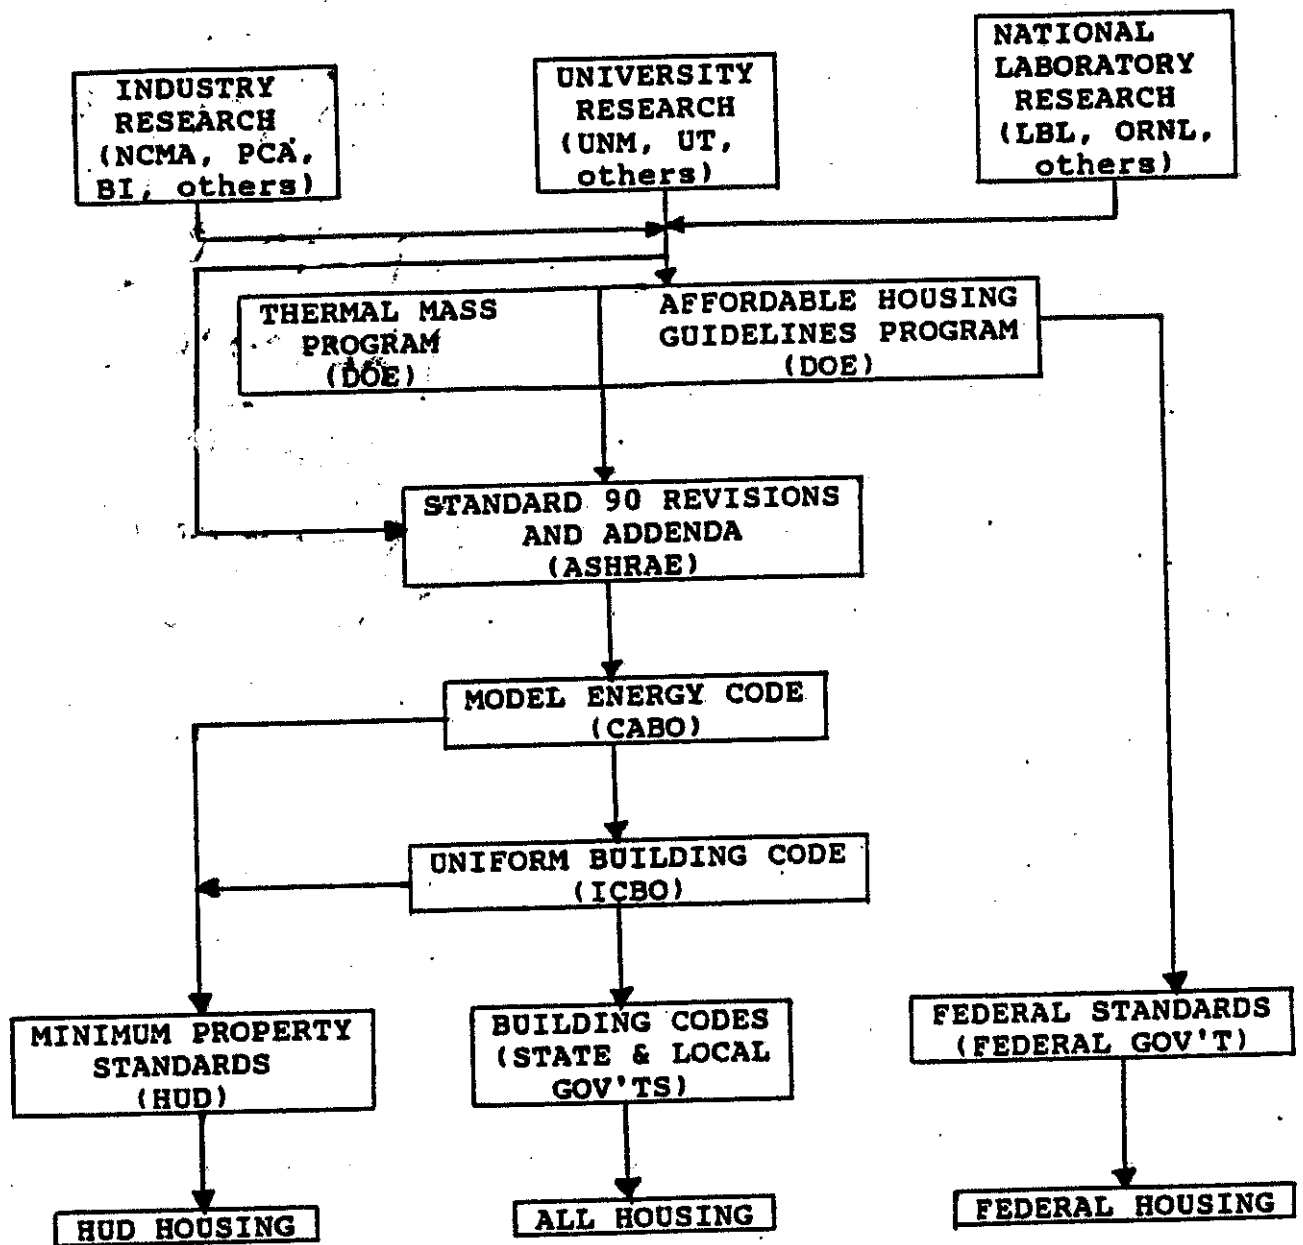 INDUSTRY
RESEARCH
(NCMA, PCA,
BI, others)
UNIVERSITY
RESEARCH
(UNM, UT,
others)
NATIONAL
LABORATORY
RESEARCH
(LBL, ORNL,
others)
THERMAL MASS
PROGRAM
(DOE)
AFFORDABLE HOUSING
GUIDELINES PROGRAM
(DOE)
STANDARD 90 REVISIONS
AND ADDENDA
(ASHRAE)
MODEL ENERGY CODE
(CABO)
UNIFORM BUILDING CODE
(ICBO)
MINIMUM PROPERTY
STANDARDS
(HUD)
BUILDING CODES
(STATE & LOCAL
GOV'TS)
FEDERAL STANDARDS
(FEDERAL GOV'T)
HUD HOUSING
ALL HOUSING
FEDERAL HOUSING